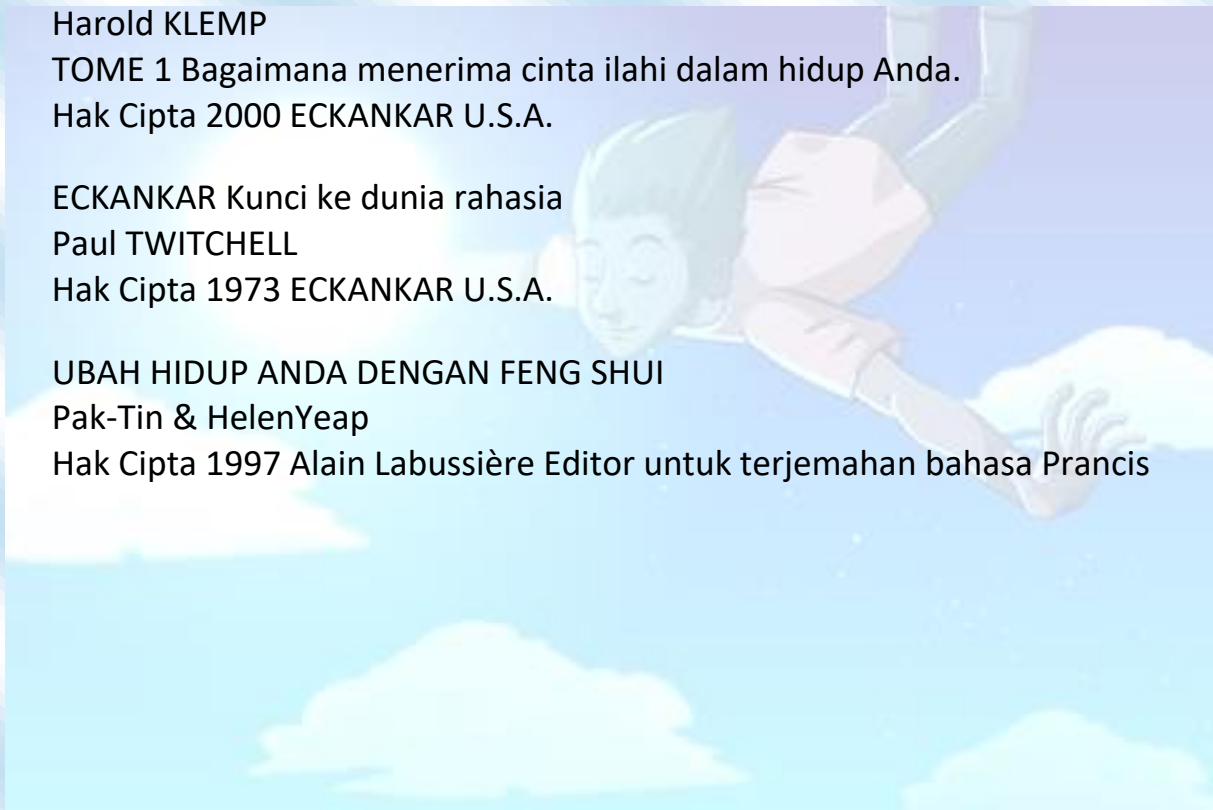 Harold KLEMP
TOME 1 Bagaimana menerima cinta ilahi dalam hidup Anda.
Hak Cipta 2000 ECKANKAR U.S.A.
ECKANKAR Kunci ke dunia rahasia
Paul TWITCHELL
Hak Cipta 1973 ECKANKAR U.S.A.
UBAH HIDUP ANDA DENGAN FENG SHUI
Pak-Tin & HelenYeap
Hak Cipta 1997 Alain Labussière Editor untuk terjemahan bahasa Prancis